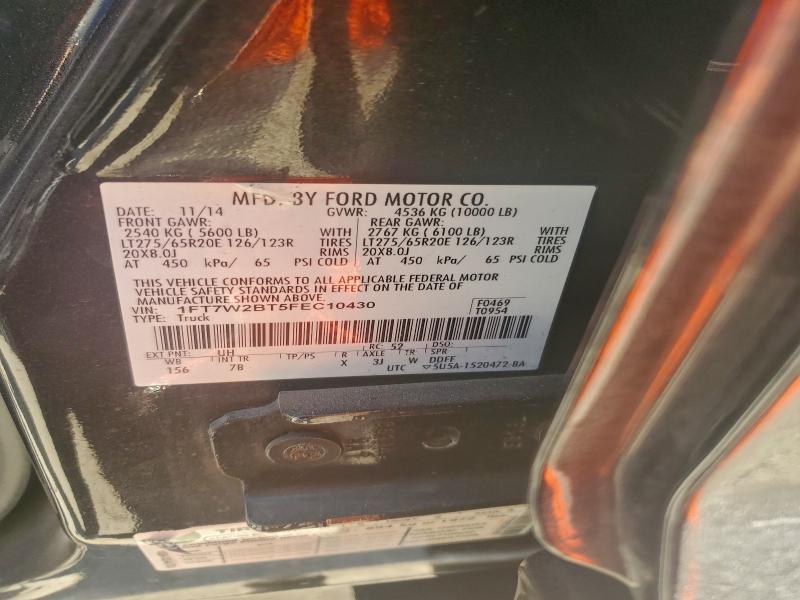 MFD. BY FORD MOTOR CO.
DATE: 11/14 GVWR: 4536 KG (10000 LB)
FRONT GAWR: REAR GAWR:
2540 KG ( 5600 LB) WITH 2767 KG ( 6100 LB) WITH
LT275/65R20E 126/123R TIRES LT275/65R20E 126/123R TIRES
20X8.0J RIMS 20X8.0J RIMS
AT 450 kPa/ 65 PSI COLD AT 450 kPa/ 65 PSI COLD
THIS VEHICLE CONFORMS TO ALL APPLICABLE FEDERAL MOTOR
VEHICLE SAFETY STANDARDS IN EFFECT ON THE DATE OF
MANUFACTURE SHOWN ABOVE.
VIN: 1FT7W2BT5FEC10430 F0469
TYPE: Truck T0954
RC: 52 DSO:
EXT PNT: UH
WB INT TR TP/PS R AXLE TR SPR
156 7B X 3J W DDFF
UTC ▽5U5A-1520472-BA